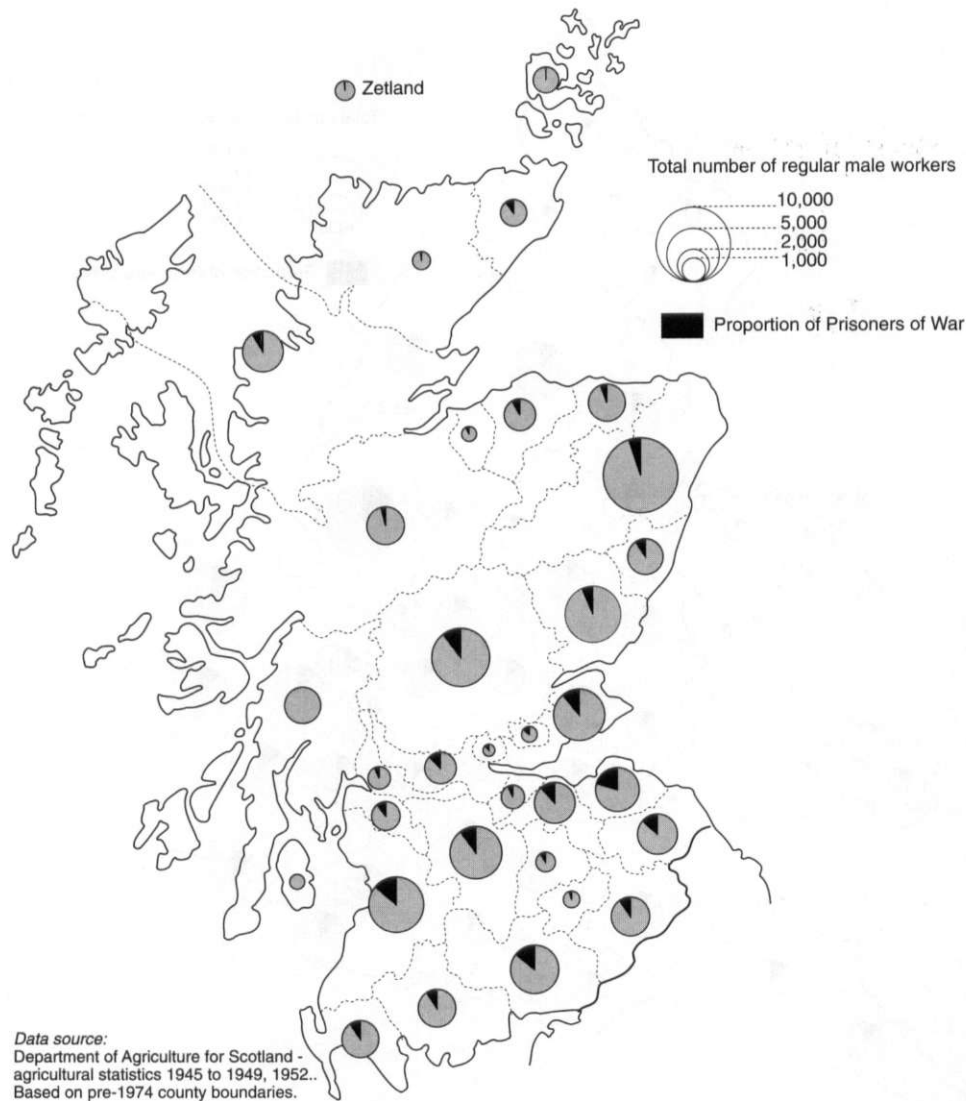 Zetland
Total number of regular male workers
10,000
5,000
2,000
1,000
Proportion of Prisoners of War
Data source:
Department of Agriculture for Scotland -
agricultural statistics 1945 to 1949, 1952..
Based on pre-1974 county boundaries.